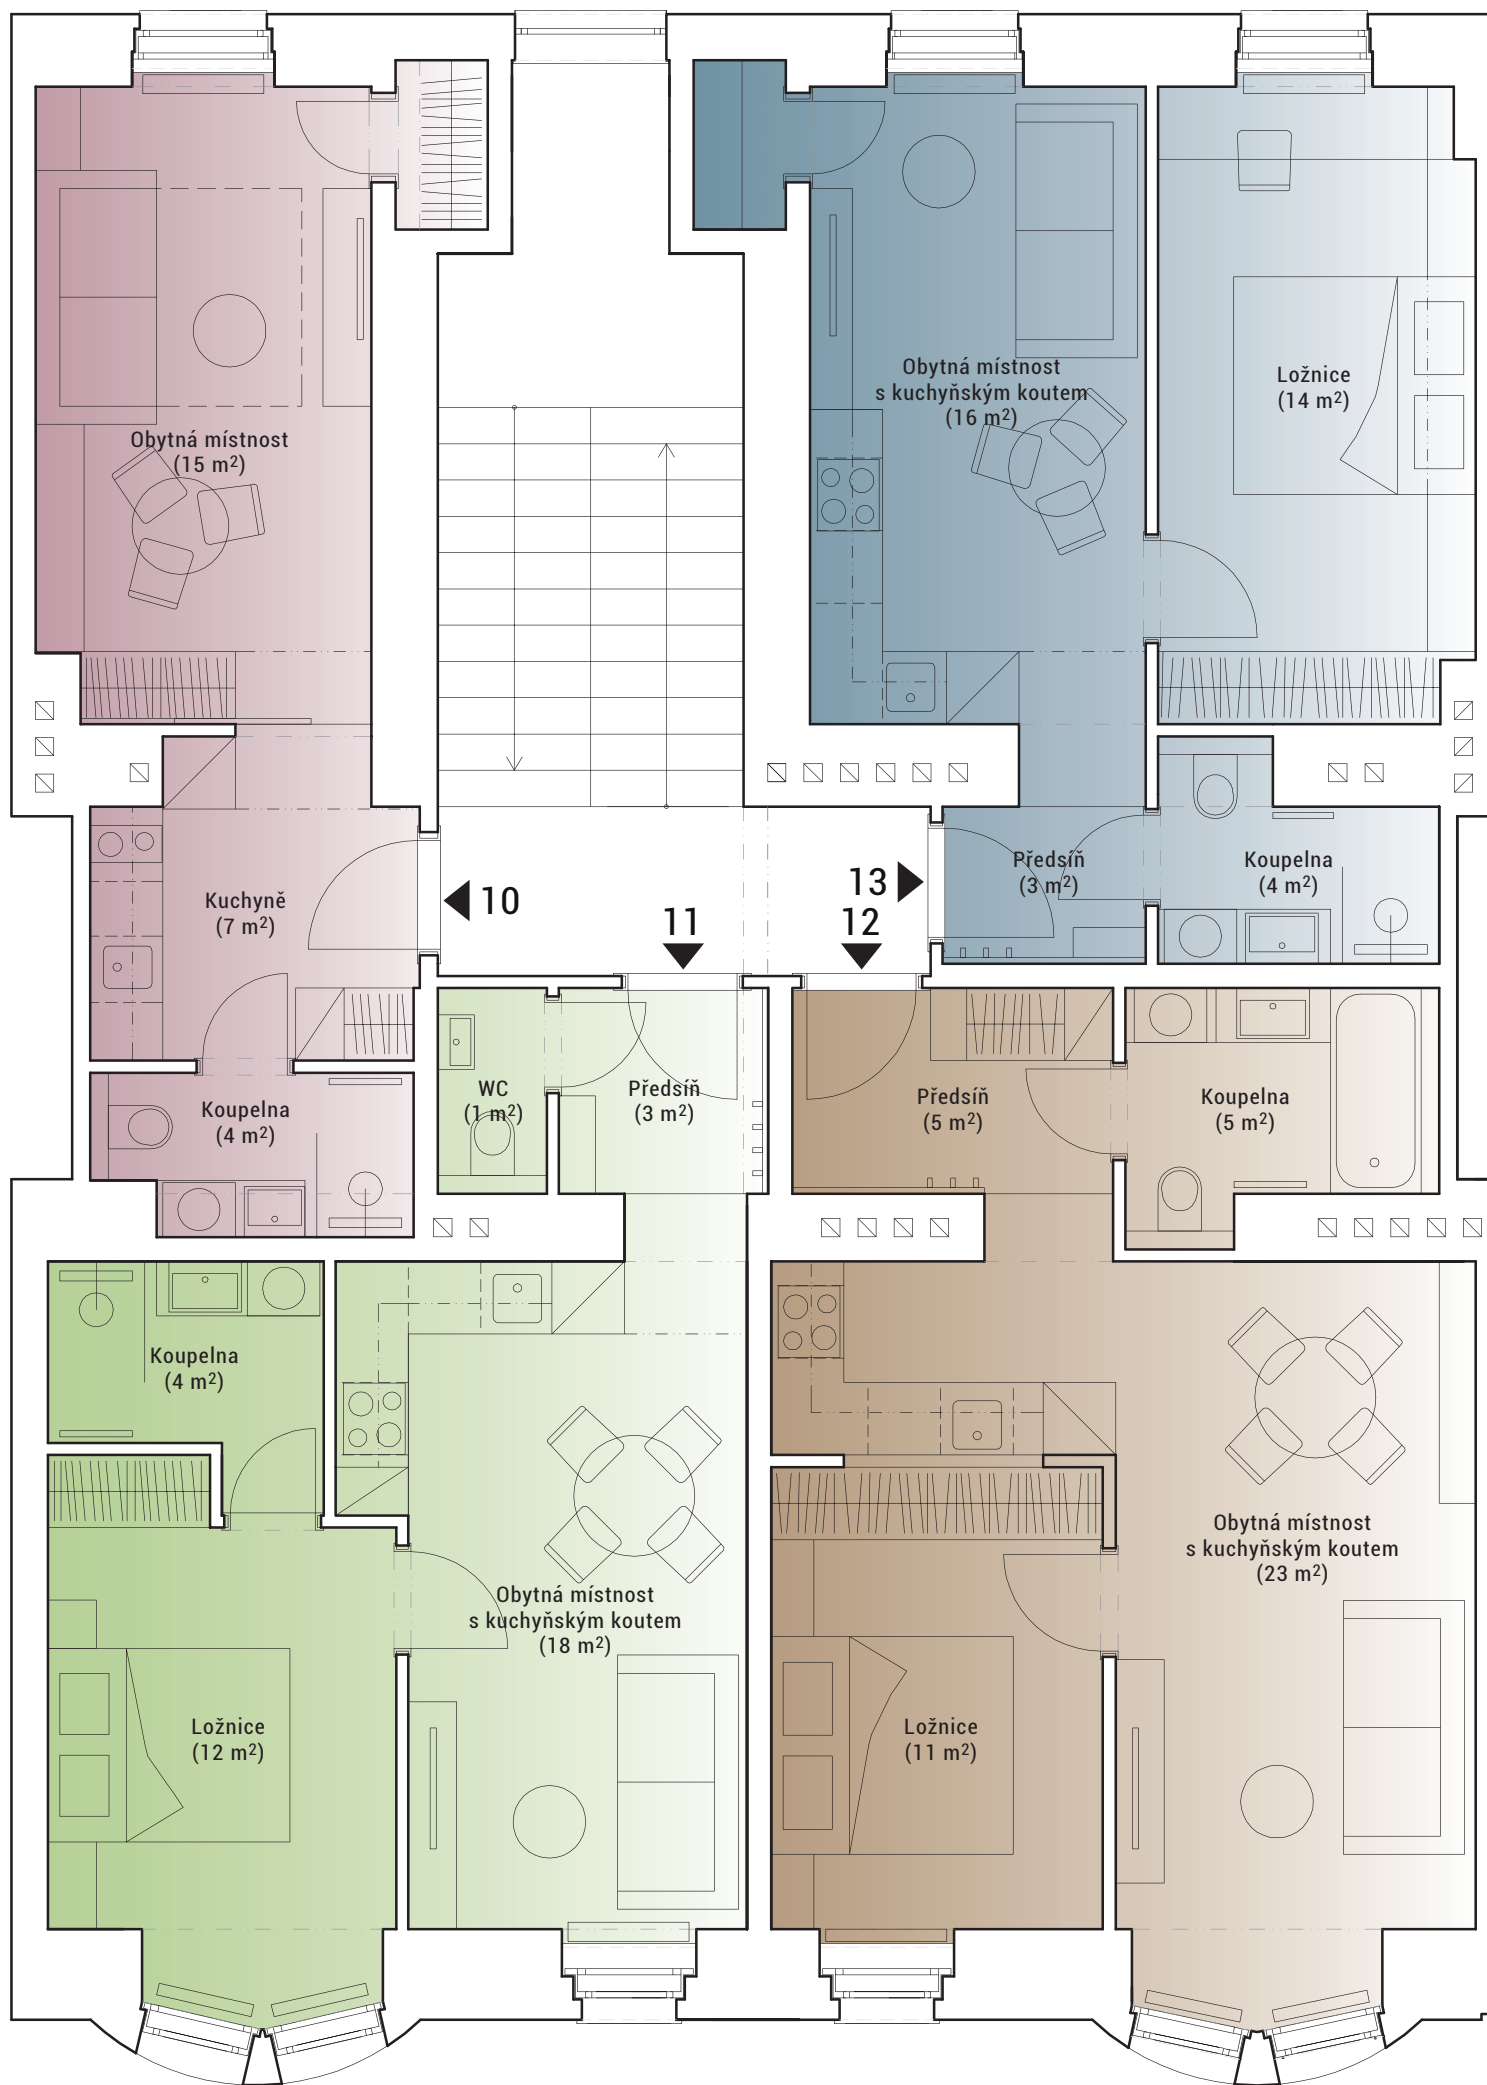 Obytná místnost
(15 m²)
Obytná místnost
s kuchyňským koutem
(16 m²)
Ložnice
(14 m²)
Kuchyně
(7 m²)
10
11
13
12
Předsíň
(3 m²)
Koupelna
(4 m²)
Koupelna
(4 m²)
WC
(1 m²)
Předsíň
(3 m²)
Předsíň
(5 m²)
Koupelna
(5 m²)
Koupelna
(4 m²)
Obytná místnost
s kuchyňským koutem
(18 m²)
Obytná místnost
s kuchyňským koutem
(23 m²)
Ložnice
(12 m²)
Ložnice
(11 m²)